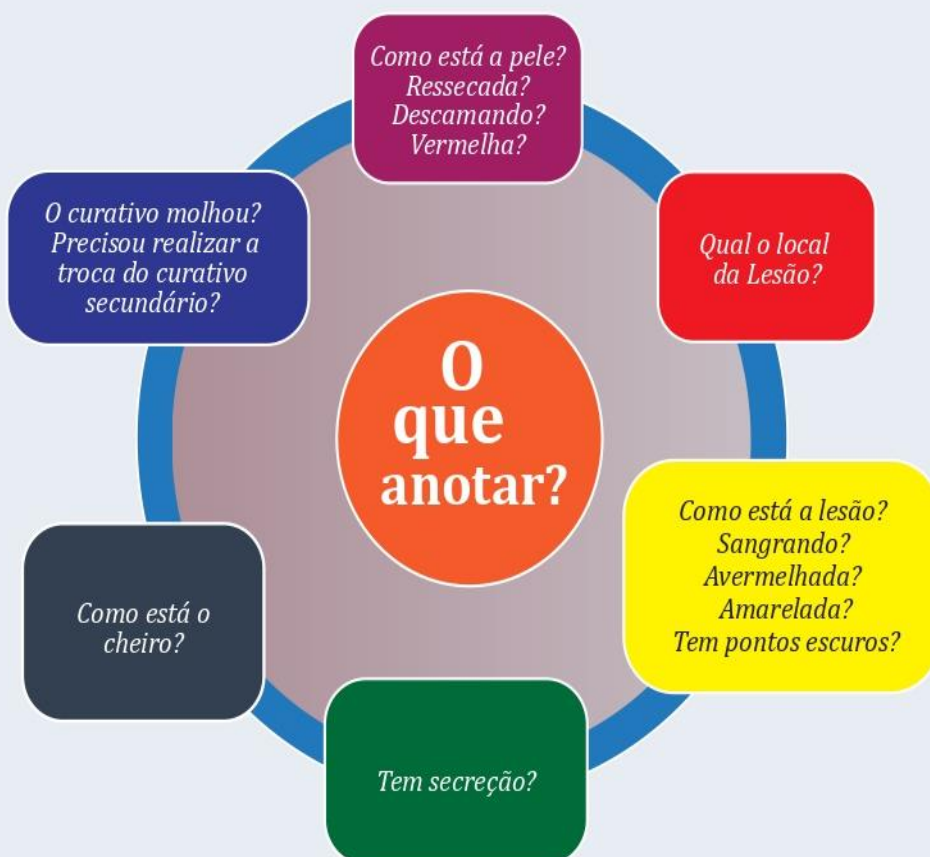 O
que
anotar?
Como está a pele?
Ressecada?
Descamando?
Vermelha?
Qual o local
da Lesão?
Como está a lesão?
Sangrando?
Avermelhada?
Amarelada?
Tem pontos escuros?
Tem secreção?
Como está o
cheiro?
O curativo molhou?
Precisou realizar a
troca do curativo
secundário?